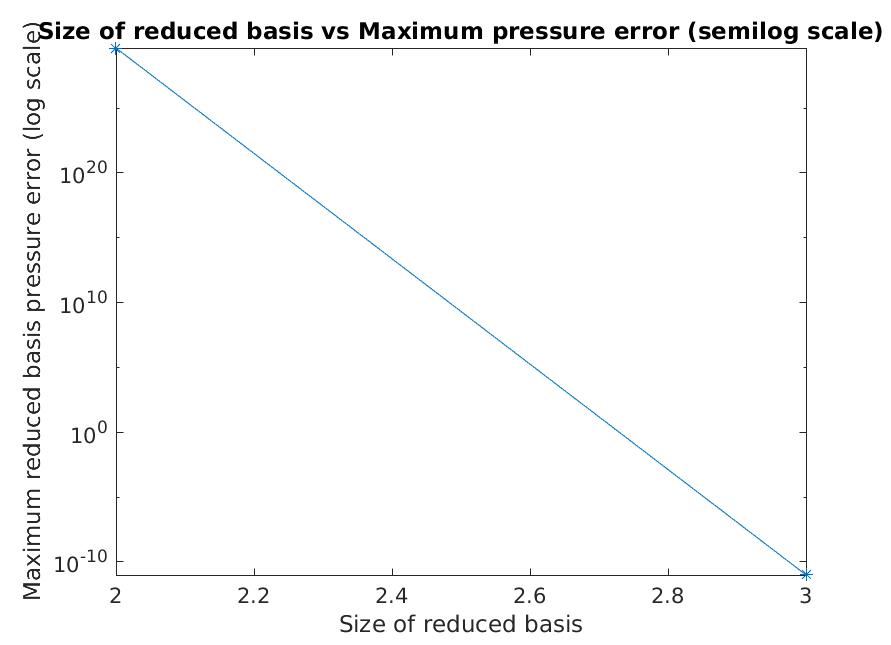 Size of reduced basis vs Maximum pressure error (semilog scale)
Maximum reduced basis pressure error (log scale)
10^20
10^10
10^0
10^-10
2 2.2 2.4 2.6 2.8 3
Size of reduced basis